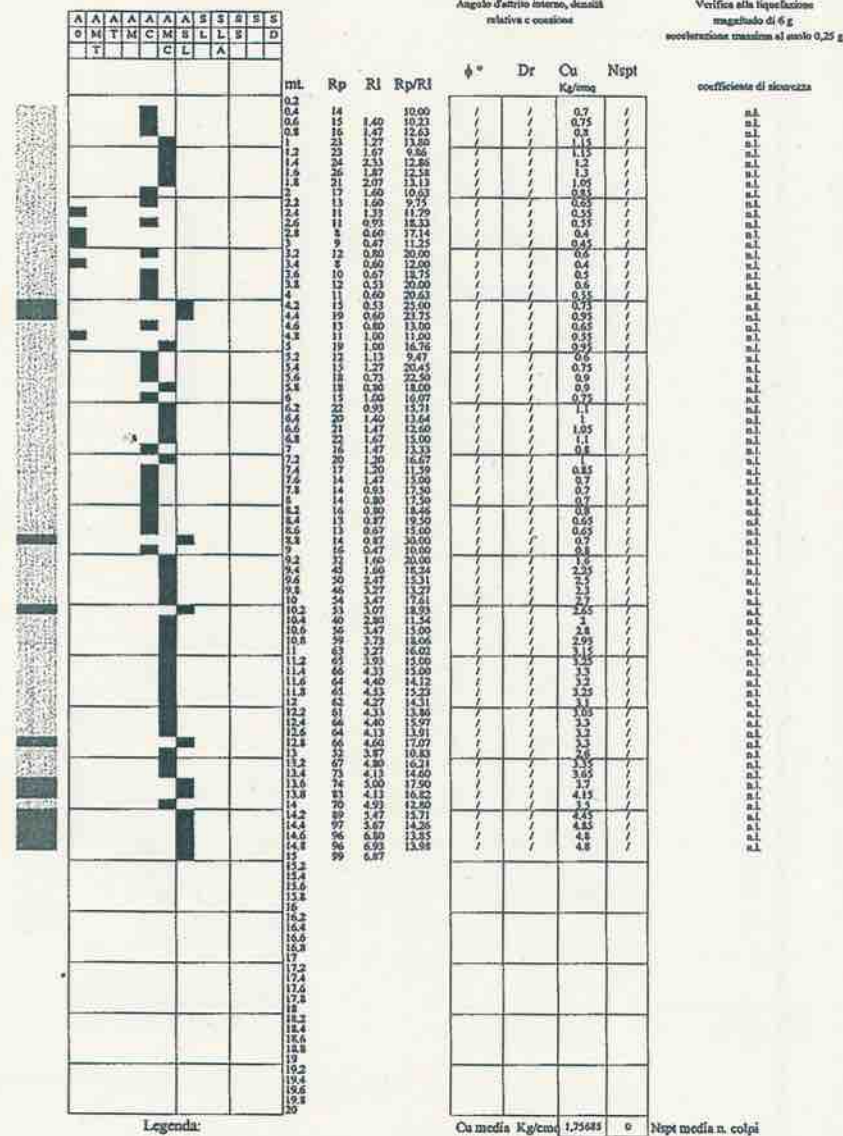 Angolo d'attrito interno, densità
relativa e coesione
Verifica alla liquefazione
magnitudo di 6 g
accelerazione massima al suolo 0,25 g
A A A A A A A S S S S S
0 M T M C M S L L S S D
T C L A
mt. Rp Rl Rp/Rl φ ° Dr Cu Nspt
Kg/cmq
coefficiente di sicurezza
0.2
0.4 14 10.00 / / 0.7 / n.l.
0.6 15 1.40 10.23 / / 0.75 / n.l.
0.8 16 1.47 12.63 / / 0.8 / n.l.
1 23 1.27 13.80 / / 1.15 / n.l.
1.2 23 1.67 9.86 / / 1.15 / n.l.
1.4 24 2.33 12.86 / / 1.2 / n.l.
1.6 26 1.87 12.58 / / 1.3 / n.l.
1.8 21 2.07 13.13 / / 1.05 / n.l.
2 17 1.60 10.63 / / 0.85 / n.l.
2.2 13 1.60 9.75 / / 0.65 / n.l.
2.4 11 1.33 11.79 / / 0.55 / n.l.
2.6 11 0.93 18.33 / / 0.55 / n.l.
2.8 8 0.60 17.14 / / 0.4 / n.l.
3 9 0.47 11.25 / / 0.45 / n.l.
3.2 12 0.80 20.00 / / 0.6 / n.l.
3.4 8 0.60 12.00 / / 0.4 / n.l.
3.6 10 0.67 18.75 / / 0.5 / n.l.
3.8 12 0.53 20.00 / / 0.6 / n.l.
4 11 0.60 20.63 / / 0.55 / n.l.
4.2 15 0.53 25.00 / / 0.75 / n.l.
4.4 19 0.60 23.75 / / 0.95 / n.l.
4.6 13 0.80 13.00 / / 0.65 / n.l.
4.8 11 1.00 11.00 / / 0.55 / n.l.
5 19 1.00 16.76 / / 0.95 / n.l.
5.2 12 1.13 9.47 / / 0.6 / n.l.
5.4 15 1.27 20.45 / / 0.75 / n.l.
5.6 18 0.73 22.50 / / 0.9 / n.l.
5.8 18 0.80 18.00 / / 0.9 / n.l.
6 15 1.00 16.07 / / 0.75 / n.l.
6.2 22 0.93 15.71 / / 1.1 / n.l.
6.4 20 1.40 13.64 / / 1 / n.l.
6.6 21 1.47 12.60 / / 1.05 / n.l.
6.8 22 1.67 15.00 / / 1.1 / n.l.
7 16 1.47 13.33 / / 0.8 / n.l.
7.2 20 1.20 16.67 / / 1 / n.l.
7.4 17 1.20 11.59 / / 0.85 / n.l.
7.6 14 1.47 15.00 / / 0.7 / n.l.
7.8 14 0.93 17.50 / / 0.7 / n.l.
8 14 0.80 17.50 / / 0.7 / n.l.
8.2 16 0.80 18.46 / / 0.8 / n.l.
8.4 13 0.87 19.50 / / 0.65 / n.l.
8.6 13 0.67 15.00 / / 0.65 / n.l.
8.8 14 0.87 30.00 / / 0.7 / n.l.
9 16 0.47 10.00 / / 0.8 / n.l.
9.2 32 1.60 20.00 / / 1.6 / n.l.
9.4 45 1.60 18.24 / / 2.25 / n.l.
9.6 50 2.47 15.31 / / 2.5 / n.l.
9.8 46 3.27 13.27 / / 2.3 / n.l.
10 54 3.47 17.61 / / 2.7 / n.l.
10.2 53 3.07 18.93 / / 2.65 / n.l.
10.4 40 2.80 11.54 / / 2 / n.l.
10.6 56 3.47 15.00 / / 2.8 / n.l.
10.8 59 3.73 18.06 / / 2.95 / n.l.
11 63 3.27 16.02 / / 3.15 / n.l.
11.2 65 3.93 15.00 / / 3.25 / n.l.
11.4 66 4.33 15.00 / / 3.3 / n.l.
11.6 64 4.40 14.12 / / 3.2 / n.l.
11.8 65 4.53 15.23 / / 3.25 / n.l.
12 62 4.27 14.31 / / 3.1 / n.l.
12.2 61 4.33 13.86 / / 3.05 / n.l.
12.4 66 4.40 15.97 / / 3.3 / n.l.
12.6 64 4.13 13.91 / / 3.2 / n.l.
12.8 66 4.60 17.07 / / 3.3 / n.l.
13 52 3.87 10.83 / / 2.6 / n.l.
13.2 67 4.80 16.21 / / 3.35 / n.l.
13.4 73 4.13 14.60 / / 3.65 / n.l.
13.6 74 5.00 17.90 / / 3.7 / n.l.
13.8 83 4.13 16.82 / / 4.15 / n.l.
14 70 4.93 12.80 / / 3.5 / n.l.
14.2 89 5.47 15.71 / / 4.45 / n.l.
14.4 97 5.67 14.26 / / 4.85 / n.l.
14.6 96 6.80 13.85 / / 4.8 / n.l.
14.8 96 6.93 13.98 / / 4.8 / n.l.
15 99 6.87
15.2
15.4
15.6
15.8
16
16.2
16.4
16.6
16.8
17
17.2
17.4
17.6
17.8
18
18.2
18.4
18.6
18.8
19
19.2
19.4
19.6
19.8
20
Legenda: Cu media Kg/cmq 1,75685 0 Nspt media n. colpi